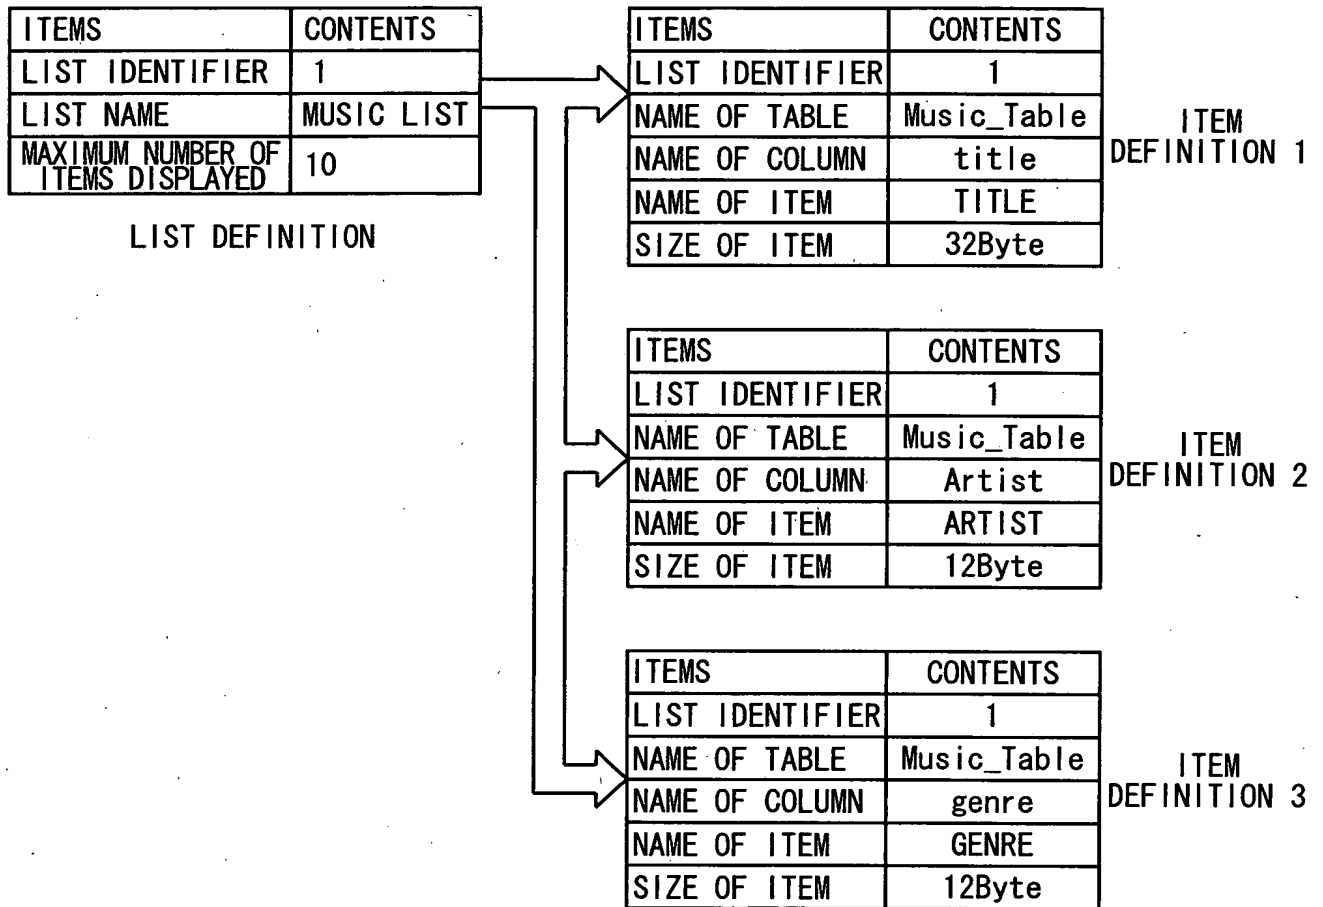 ITEMS CONTENTS
LIST IDENTIFIER 1
LIST NAME MUSIC LIST
MAXIMUM NUMBER OF
ITEMS DISPLAYED 10
LIST DEFINITION
ITEMS CONTENTS
LIST IDENTIFIER 1
NAME OF TABLE Music_Table
NAME OF COLUMN title
NAME OF ITEM TITLE
SIZE OF ITEM 32Byte
ITEM
DEFINITION 1
ITEMS CONTENTS
LIST IDENTIFIER 1
NAME OF TABLE Music_Table
NAME OF COLUMN Artist
NAME OF ITEM ARTIST
SIZE OF ITEM 12Byte
ITEM
DEFINITION 2
ITEMS CONTENTS
LIST IDENTIFIER 1
NAME OF TABLE Music_Table
NAME OF COLUMN genre
NAME OF ITEM GENRE
SIZE OF ITEM 12Byte
ITEM
DEFINITION 3